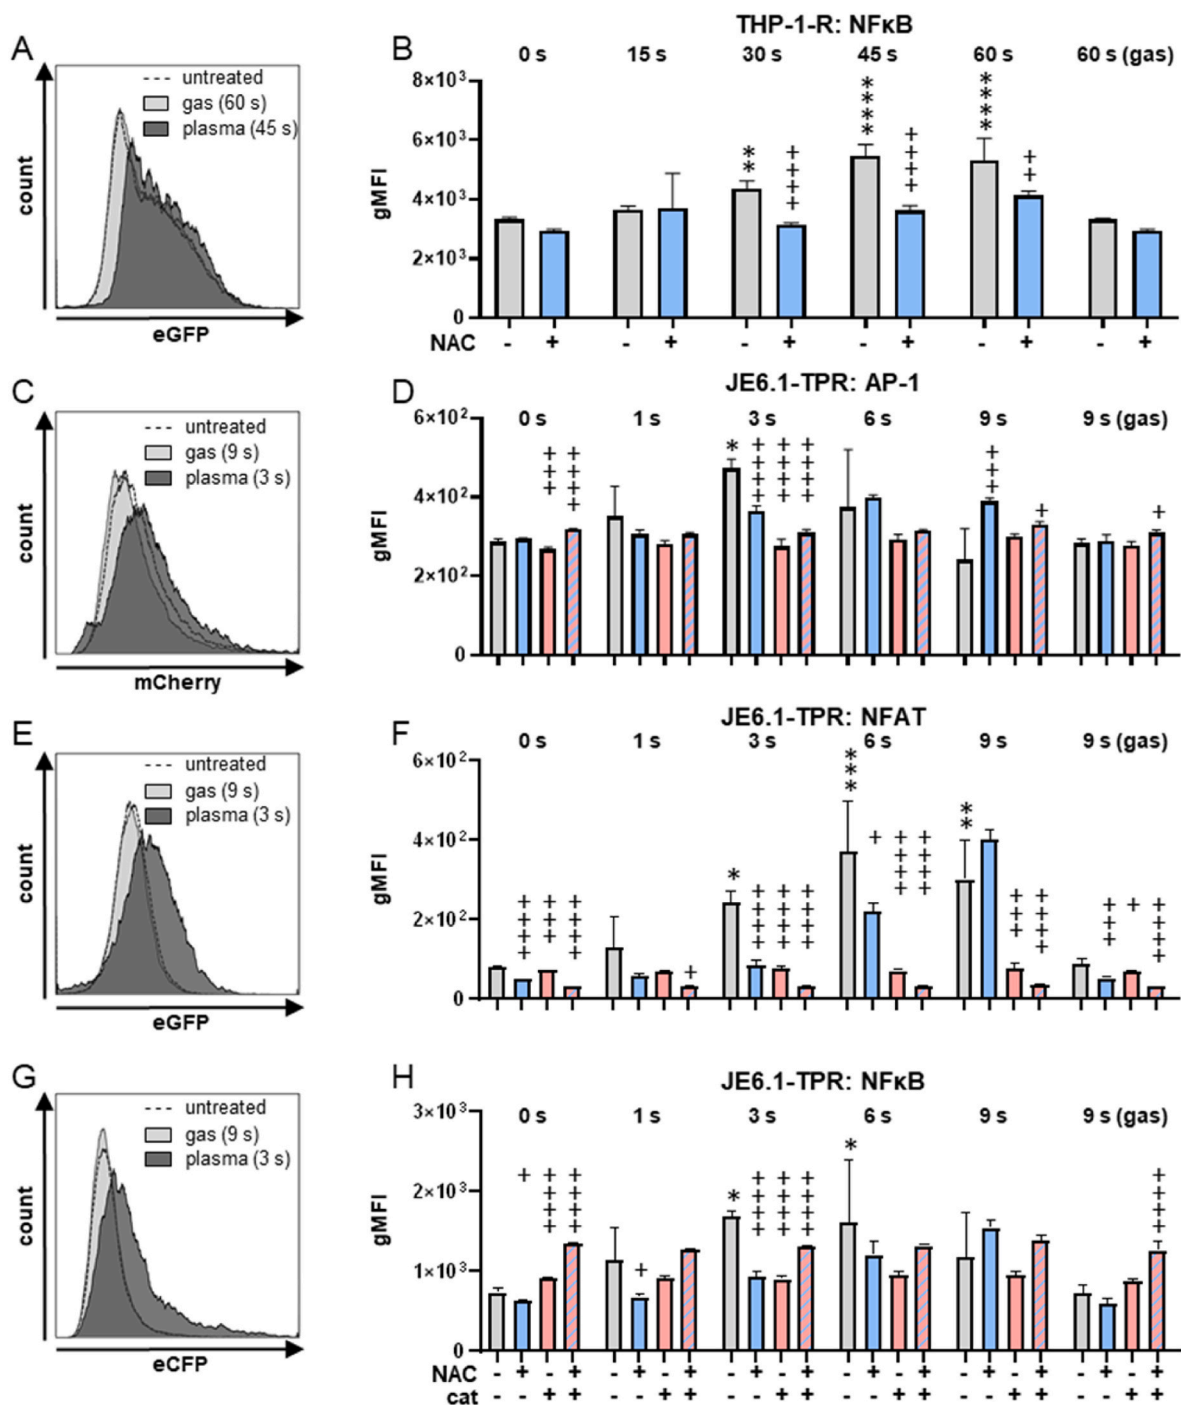 A
untreated
gas (60 s)
plasma (45 s)
count
eGFP
B
THP-1-R: NFκB
0 s 15 s 30 s 45 s 60 s 60 s (gas)
8×10³
6×10³
4×10³
2×10³
0
gMFI
** ++++ **** ++++ **** ++
NAC - + - + - + - + - + - +
C
untreated
gas (9 s)
plasma (3 s)
count
mCherry
D
JE6.1-TPR: AP-1
0 s 1 s 3 s 6 s 9 s 9 s (gas)
6×10²
4×10²
2×10²
0
gMFI
+++ ++++ * ++++ ++++ ++++ +++ + +
E
untreated
gas (9 s)
plasma (3 s)
count
eGFP
F
JE6.1-TPR: NFAT
0 s 1 s 3 s 6 s 9 s 9 s (gas)
6×10²
4×10²
2×10²
0
gMFI
++++ +++ ++++ + * ++++ ++++ ++++ *** + ++++ ++++ ** +++ ++++ +++ + ++++
G
untreated
gas (9 s)
plasma (3 s)
count
eCFP
H
JE6.1-TPR: NFκB
0 s 1 s 3 s 6 s 9 s 9 s (gas)
3×10³
2×10³
1×10³
0
gMFI
+ ++++ ++++ + * ++++ ++++ ++++ * ++++
NAC - + - + - + - + - + - + - + - + - + - + - + - +
cat - - + + - - + + - - + + - - + + - - + + - - + +